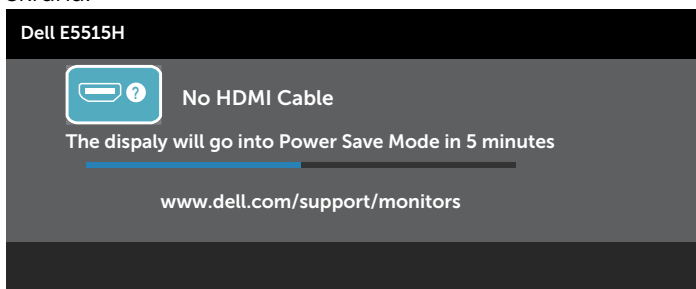 Dell E5515H
?
No HDMI Cable
The dispaly will go into Power Save Mode in 5 minutes
www.dell.com/support/monitors